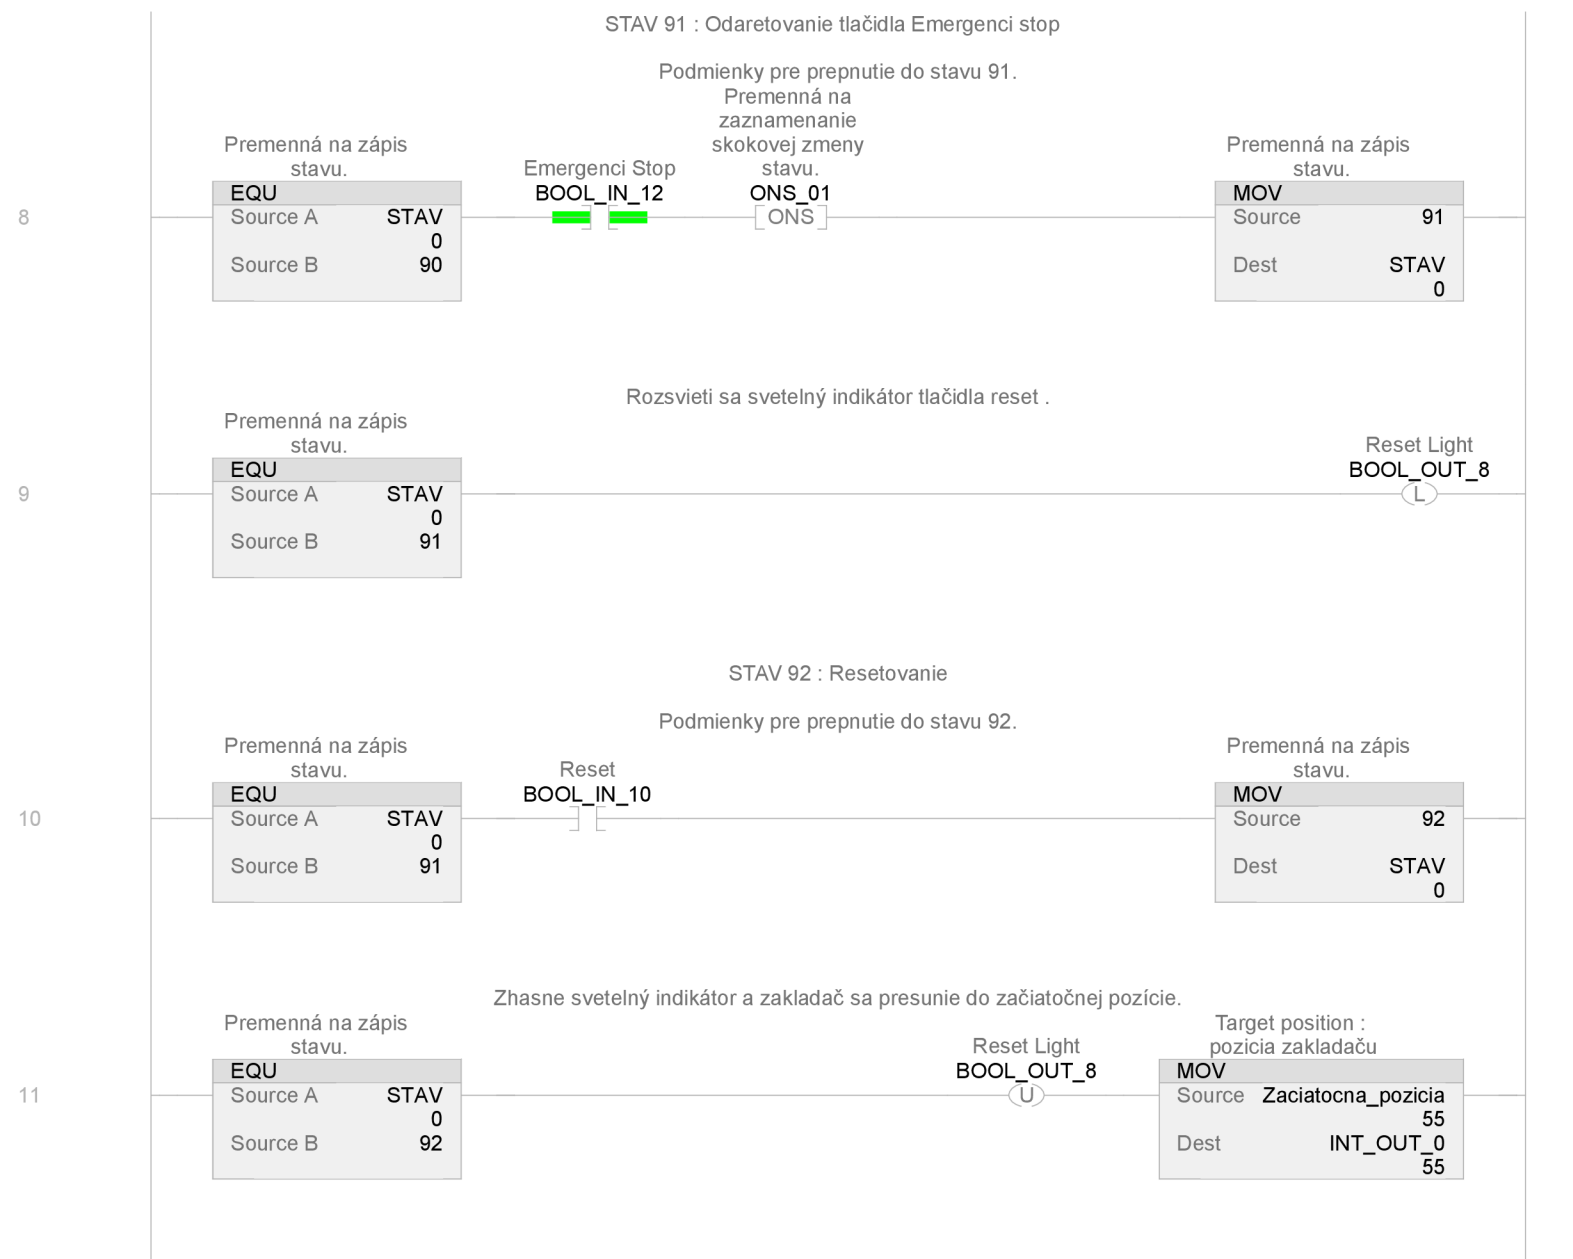 STAV 91 : Odaretovanie tlačidla Emergenci stop
Podmienky pre prepnutie do stavu 91.
Premenná na
zaznamenanie
skokovej zmeny
stavu.
Premenná na zápis
stavu.
Emergenci Stop
Premenná na zápis
stavu.
EQU
BOOL_IN_12
ONS_01
MOV
8
Source A STAV
0
Source B 90
ONS
Source 91
Dest STAV
0
Rozsvieti sa svetelný indikátor tlačidla reset .
Premenná na zápis
stavu.
Reset Light
BOOL_OUT_8
EQU
9
Source A STAV
0
Source B 91
L
STAV 92 : Resetovanie
Podmienky pre prepnutie do stavu 92.
Premenná na zápis
stavu.
Reset
Premenná na zápis
stavu.
EQU
BOOL_IN_10
MOV
10
Source A STAV
0
Source B 91
Source 92
Dest STAV
0
Zhasne svetelný indikátor a zakladač sa presunie do začiatočnej pozície.
Premenná na zápis
stavu.
Reset Light
Target position :
pozicia zakladaču
EQU
BOOL_OUT_8
MOV
11
Source A STAV
0
Source B 92
U
Source Zaciatocna_pozicia
55
Dest INT_OUT_0
55